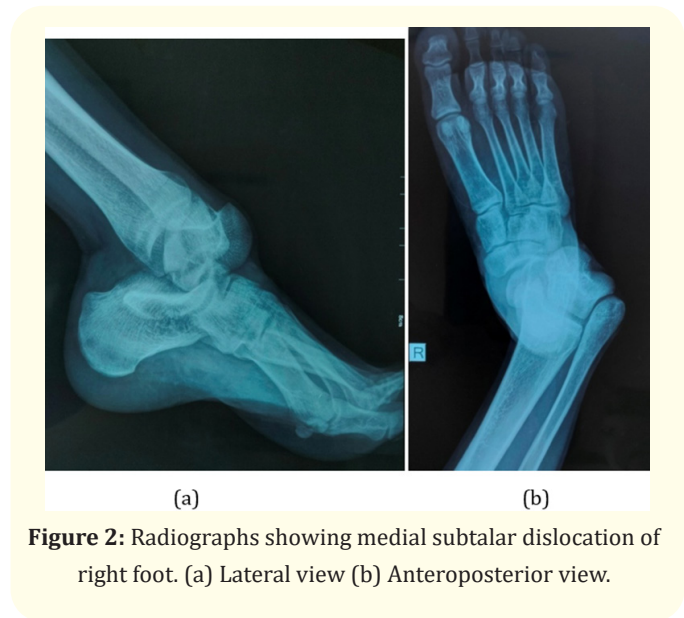 R
(a)
(b)
Figure 2: Radiographs showing medial subtalar dislocation of
right foot. (a) Lateral view (b) Anteroposterior view.